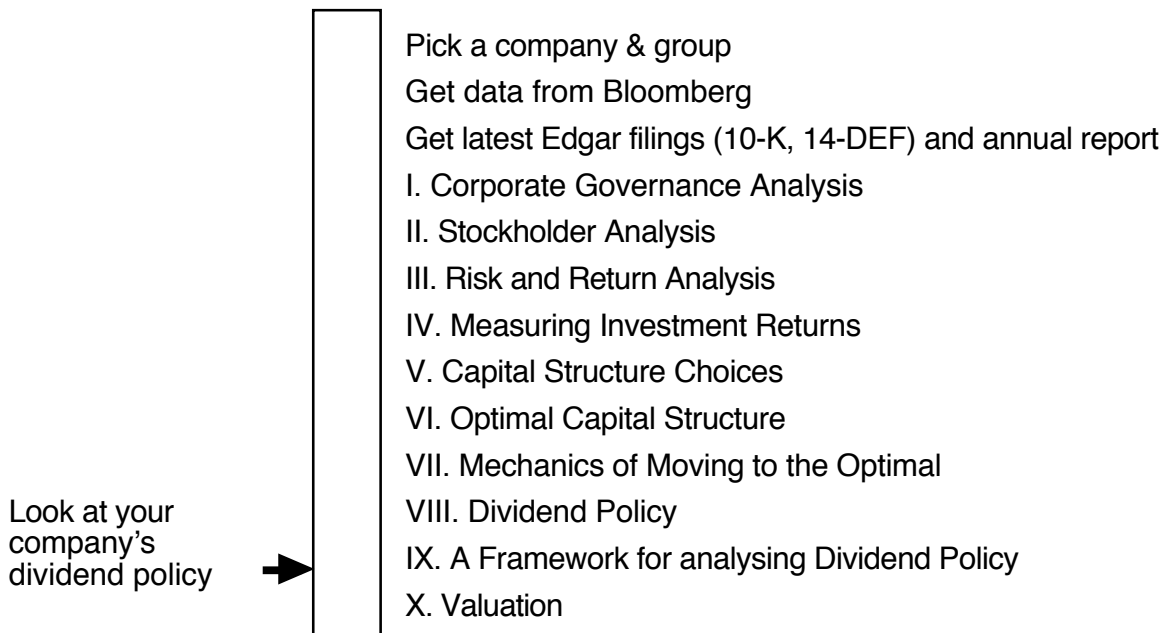 Pick a company & group
Get data from Bloomberg
Get latest Edgar filings (10-K, 14-DEF) and annual report
I. Corporate Governance Analysis
II. Stockholder Analysis
III. Risk and Return Analysis
IV. Measuring Investment Returns
V. Capital Structure Choices
VI. Optimal Capital Structure
VII. Mechanics of Moving to the Optimal
VIII. Dividend Policy
IX. A Framework for analysing Dividend Policy
X. Valuation
Look at your
company’s
dividend policy